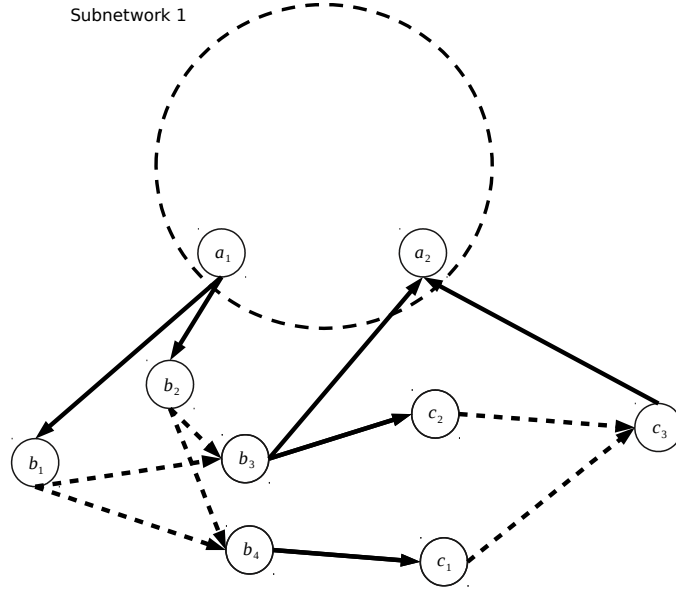 Subnetwork 1
a₁
a₂
b₂
c₂
c₃
b₁
b₃
b₄
c₁